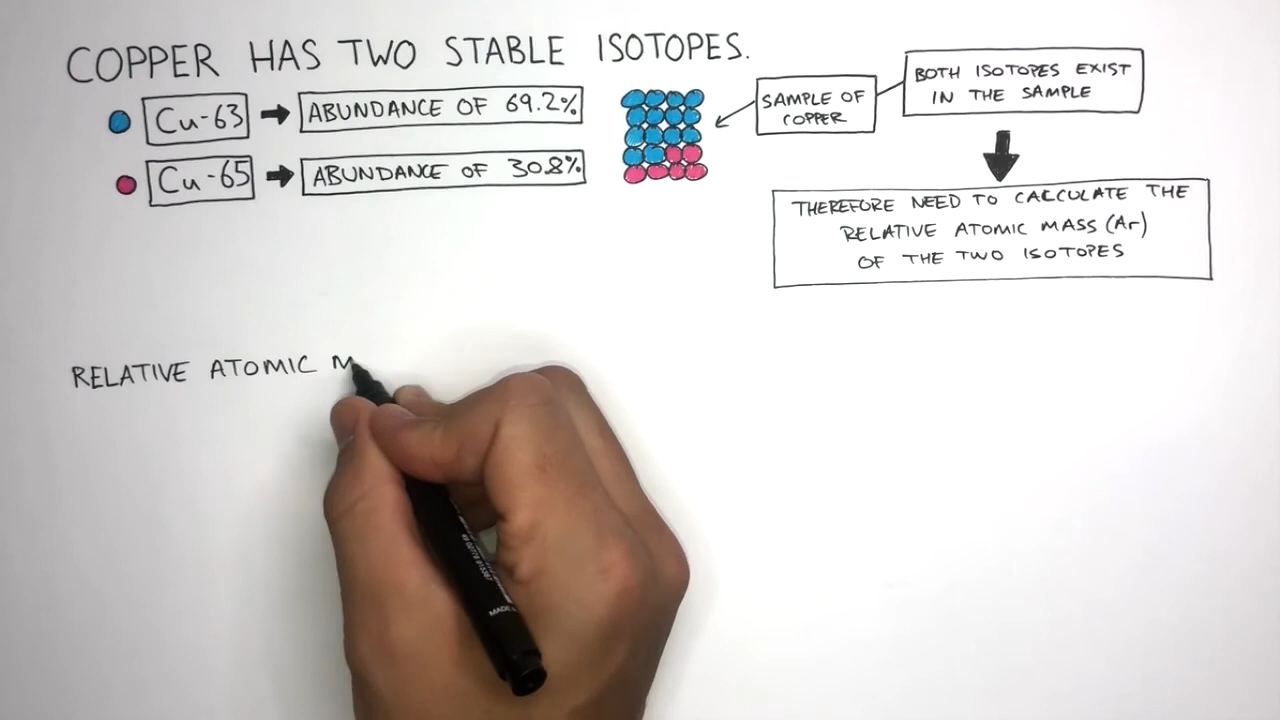 COPPER HAS TWO STABLE ISOTOPES.
Cu-63
ABUNDANCE OF 69.2%
Cu-65
ABUNDANCE OF 30.8%
SAMPLE OF
COPPER
BOTH ISOTOPES EXIST
IN THE SAMPLE
THEREFORE NEED TO CALCULATE THE
RELATIVE ATOMIC MASS (Ar)
OF THE TWO ISOTOPES
RELATIVE ATOMIC M